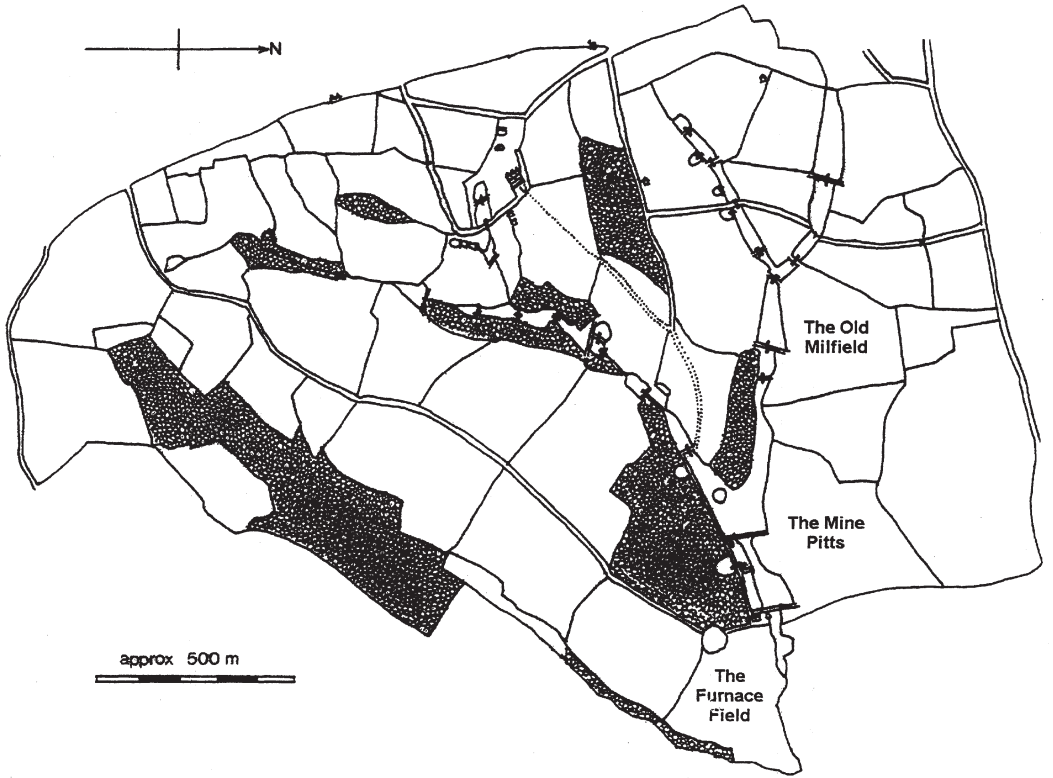 N
The Old
Milfield
The Mine
Pitts
approx 500 m
The
Furnace
Field